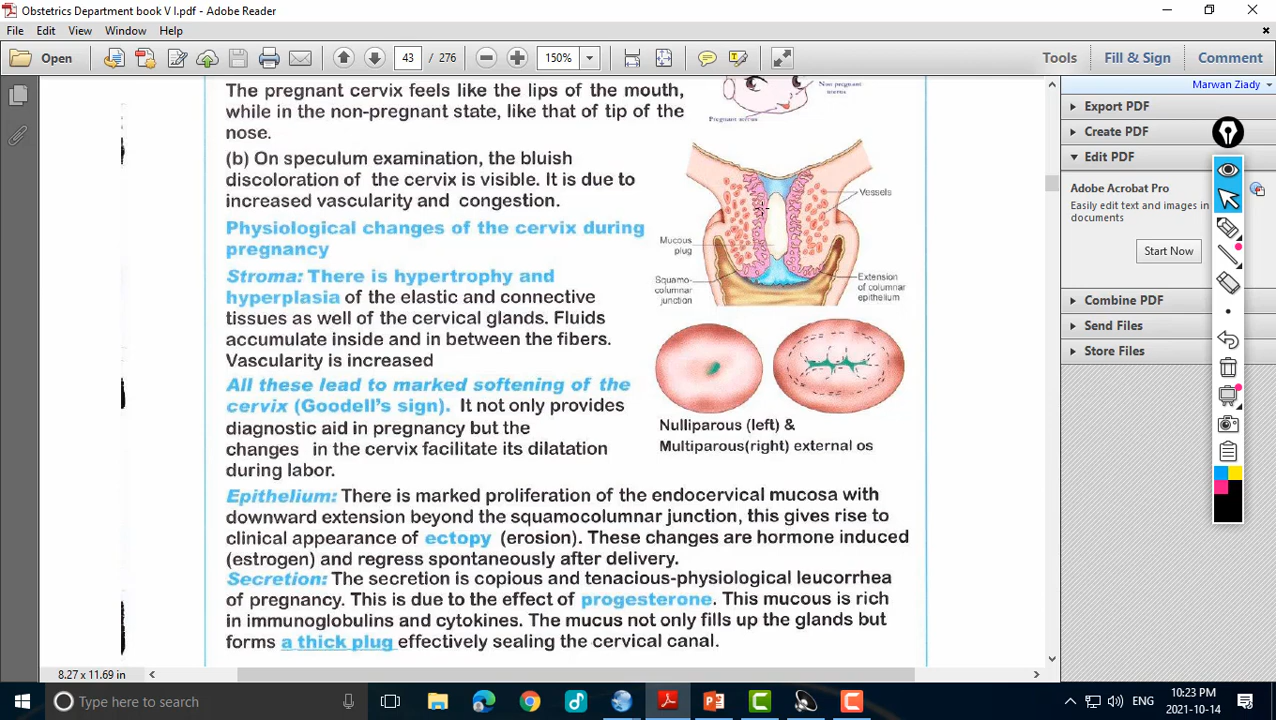 Obstetrics Department book V I.pdf - Adobe Reader
File Edit View Window Help
Open 43 / 276 150% Tools Fill & Sign Comment
The pregnant cervix feels like the lips of the mouth,
while in the non-pregnant state, like that of tip of the
nose.
(b) On speculum examination, the bluish
discoloration of the cervix is visible. It is due to
increased vascularity and congestion.
Physiological changes of the cervix during
pregnancy
Stroma: There is hypertrophy and
hyperplasia of the elastic and connective
tissues as well of the cervical glands. Fluids
accumulate inside and in between the fibers.
Vascularity is increased
All these lead to marked softening of the
cervix (Goodell's sign). It not only provides
diagnostic aid in pregnancy but the
changes in the cervix facilitate its dilatation
during labor.
Non pregnant
uterus
Pregnant uterus
Vessels
Mucous
plug
Squamo-
columnar
junction
Extension
of columnar
epithelium
Nulliparous (left) &
Multiparous(right) external os
Epithelium: There is marked proliferation of the endocervical mucosa with
downward extension beyond the squamocolumnar junction, this gives rise to
clinical appearance of ectopy (erosion). These changes are hormone induced
(estrogen) and regress spontaneously after delivery.
Secretion: The secretion is copious and tenacious-physiological leucorrhea
of pregnancy. This is due to the effect of progesterone. This mucous is rich
in immunoglobulins and cytokines. The mucus not only fills up the glands but
forms a thick plug effectively sealing the cervical canal.
Marwan Ziady
Export PDF
Create PDF
Edit PDF
Adobe Acrobat Pro
Easily edit text and images in
documents
Start Now
Combine PDF
Send Files
Store Files
8.27 x 11.69 in
Type here to search
ENG
10:23 PM
2021-10-14